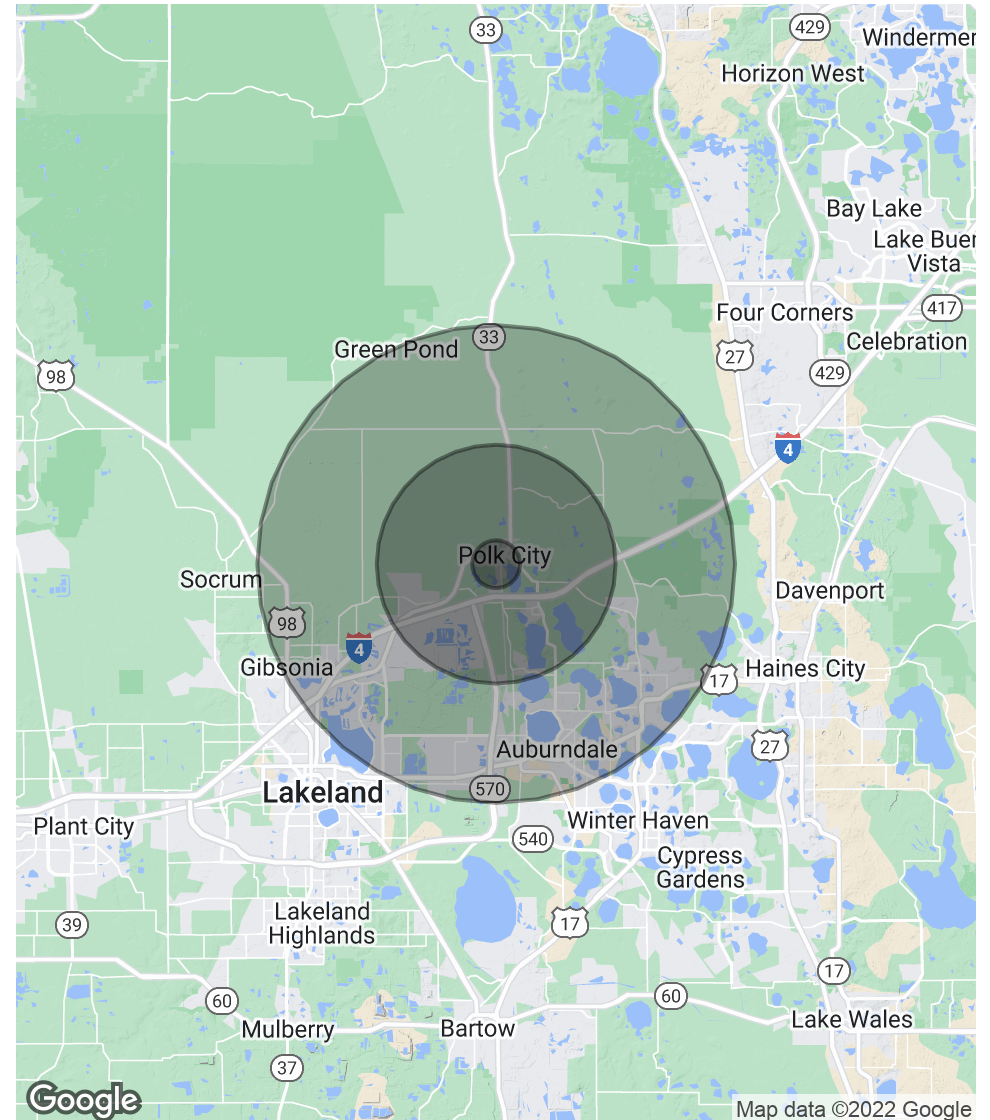 33
429
Windermer
Horizon West
Bay Lake
Lake Buer
Vista
417
Four Corners
33
Green Pond
Celebration
27
98
429
4
Polk City
Socrum
Davenport
98
4
Gibsonia
Haines City
17
27
Auburndale
570
Lakeland
Plant City
Winter Haven
540
Cypress
Gardens
Lakeland
Highlands
39
17
17
60
60
Mulberry
Bartow
Lake Wales
37
Google
Map data ©2022 Google